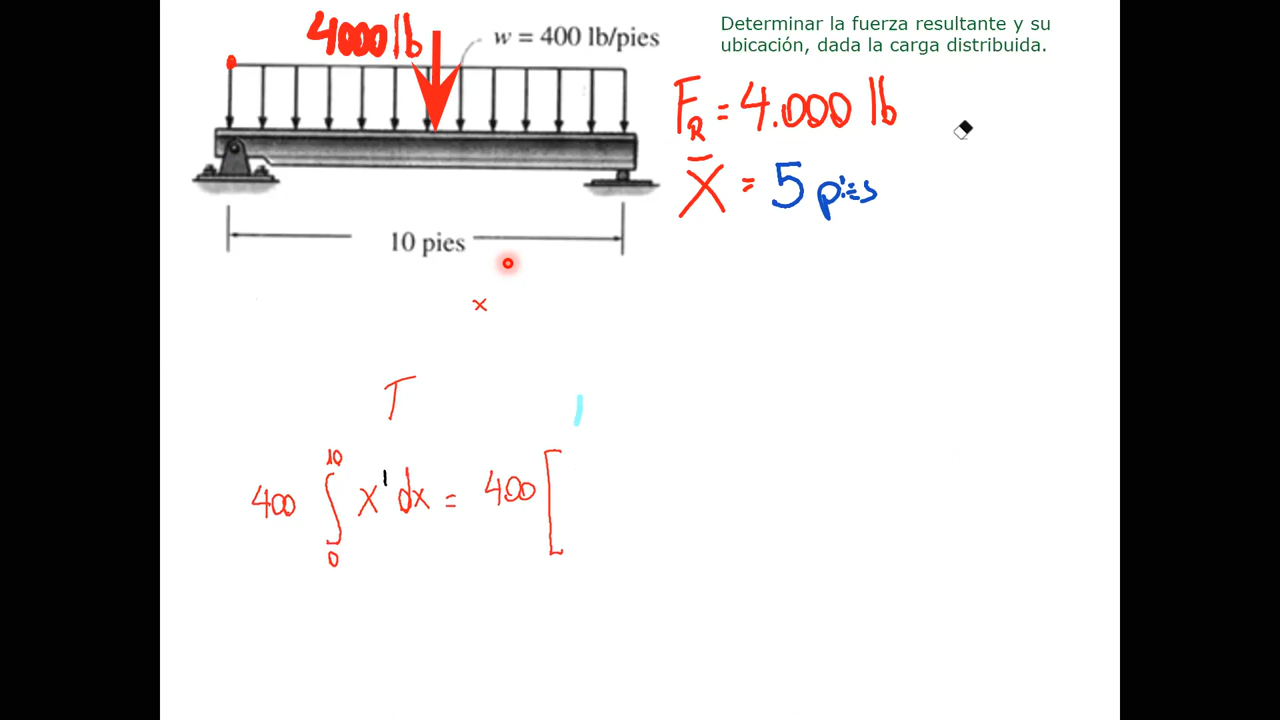 4000 lb
w = 400 lb/pies
Determinar la fuerza resultante y su
ubicación, dada la carga distribuida.
F_R = 4.000 lb
x̄ = 5 pies
10 pies
x
T
400 ∫₀¹⁰ x¹ dx = 400 [